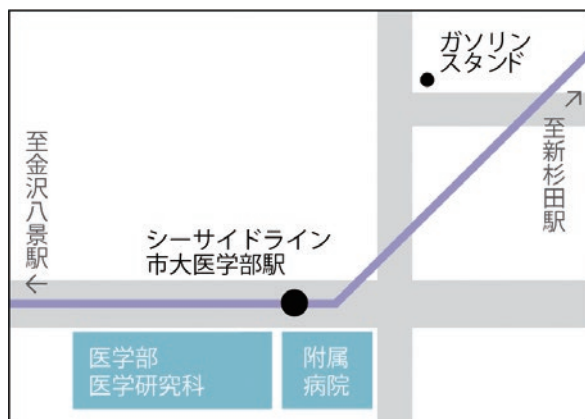 ガソリン
スタンド
至新杉田駅
至金沢八景駅
シーサイドライン
市大医学部駅
医学部
医学研究科
附属
病院